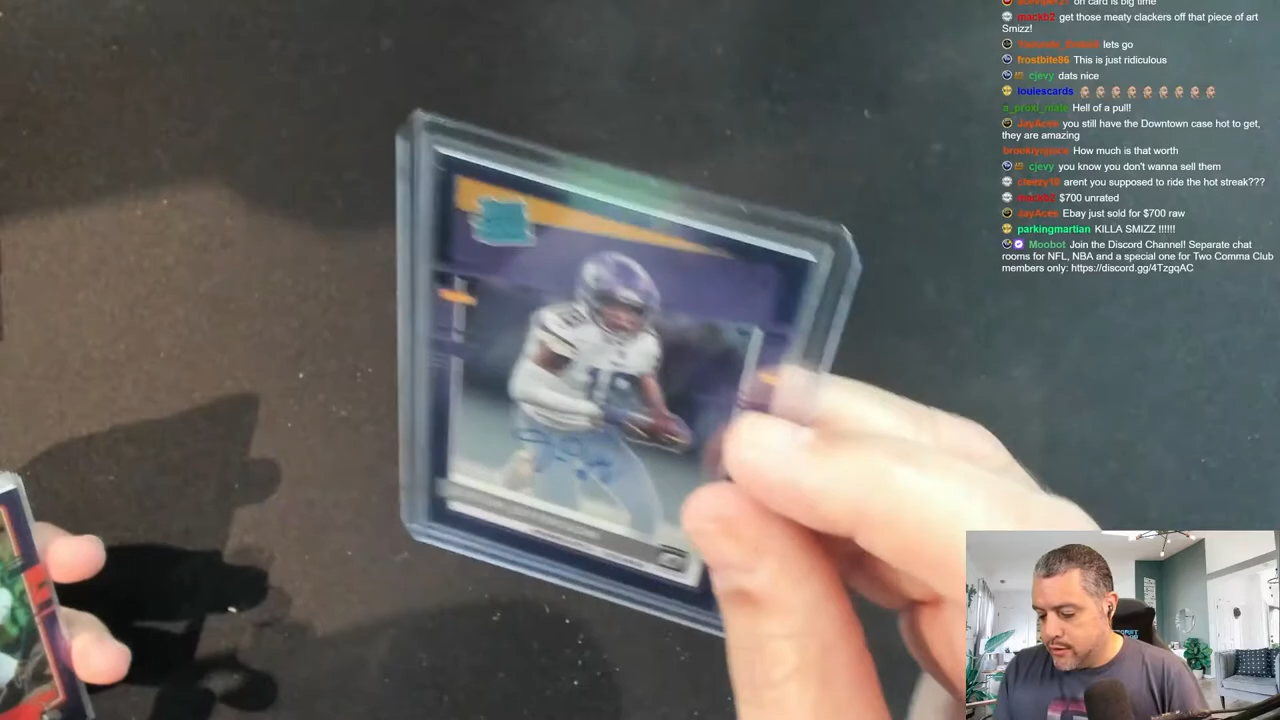 on card is big time
mackb2 get those meaty clackers off that piece of art
Smizz!
lets go
frostbite86 This is just ridiculous
cjevy dats nice
louiescards
a_proxi_mate Hell of a pull!
JayAces you still have the Downtown case hot to get,
they are amazing
How much is that worth
cjevy you know you don't wanna sell them
arent you supposed to ride the hot streak???
mackb2 $700 unrated
JayAces Ebay just sold for $700 raw
parkingmartian KILLA SMIZZ !!!!!!
Moobot Join the Discord Channel! Separate chat
rooms for NFL, NBA and a special one for Two Comma Club
members only: https://discord.gg/4TzgqAC
18